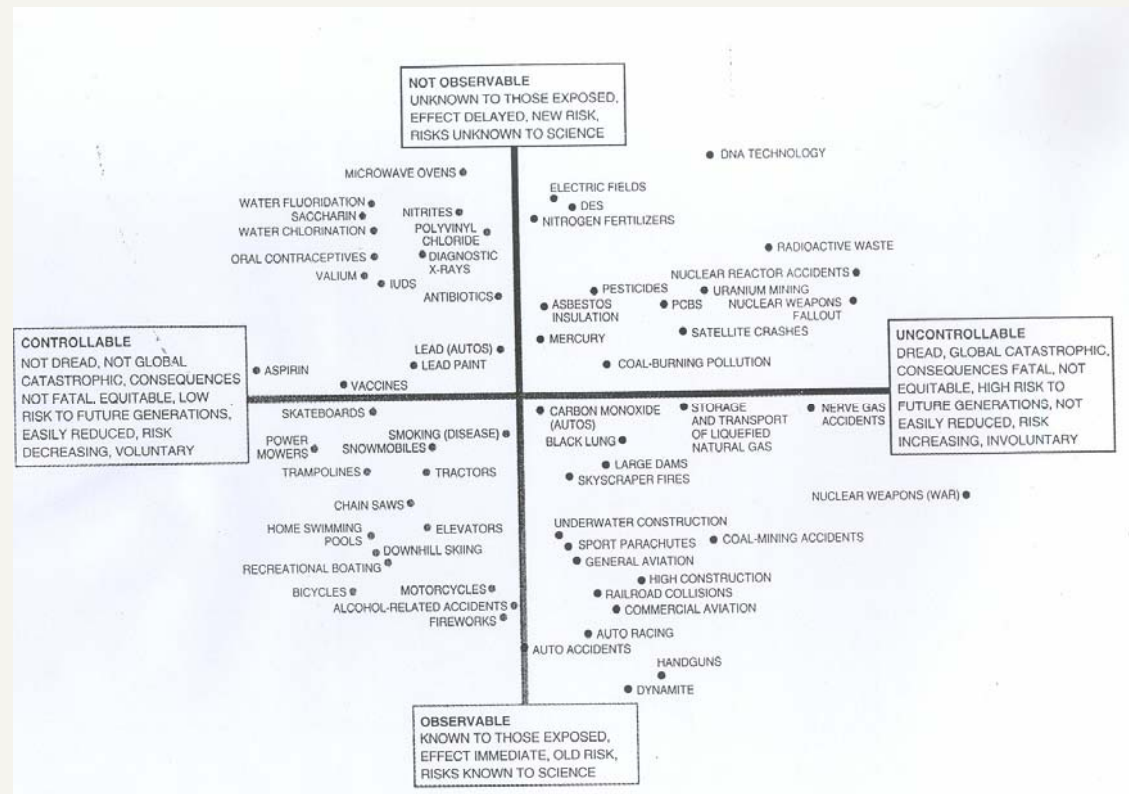 NOT OBSERVABLE
UNKNOWN TO THOSE EXPOSED,
EFFECT DELAYED, NEW RISK,
RISKS UNKNOWN TO SCIENCE
DNA TECHNOLOGY
MICROWAVE OVENS
ELECTRIC FIELDS
DES
NITROGEN FERTILIZERS
WATER FLUORIDATION
SACCHARIN
WATER CHLORINATION
NITRITES
POLYVINYL
CHLORIDE
ORAL CONTRACEPTIVES
DIAGNOSTIC
X-RAYS
VALIUM
IUDS
ANTIBIOTICS
RADIOACTIVE WASTE
NUCLEAR REACTOR ACCIDENTS
PESTICIDES
URANIUM MINING
ASBESTOS
INSULATION
PCBS
NUCLEAR WEAPONS
FALLOUT
MERCURY
SATELLITE CRASHES
LEAD (AUTOS)
LEAD PAINT
COAL-BURNING POLLUTION
ASPIRIN
VACCINES
CONTROLLABLE
NOT DREAD, NOT GLOBAL
CATASTROPHIC, CONSEQUENCES
NOT FATAL, EQUITABLE, LOW
RISK TO FUTURE GENERATIONS,
EASILY REDUCED, RISK
DECREASING, VOLUNTARY
UNCONTROLLABLE
DREAD, GLOBAL CATASTROPHIC,
CONSEQUENCES FATAL, NOT
EQUITABLE, HIGH RISK TO
FUTURE GENERATIONS, NOT
EASILY REDUCED, RISK
INCREASING, INVOLUNTARY
SKATEBOARDS
SMOKING (DISEASE)
POWER
MOWERS
SNOWMOBILES
TRAMPOLINES
TRACTORS
CHAIN SAWS
HOME SWIMMING
POOLS
ELEVATORS
DOWNHILL SKIING
RECREATIONAL BOATING
BICYCLES
MOTORCYCLES
ALCOHOL-RELATED ACCIDENTS
FIREWORKS
CARBON MONOXIDE
(AUTOS)
STORAGE
AND TRANSPORT
OF LIQUEFIED
NATURAL GAS
NERVE GAS
ACCIDENTS
BLACK LUNG
LARGE DAMS
SKYSCRAPER FIRES
NUCLEAR WEAPONS (WAR)
UNDERWATER CONSTRUCTION
SPORT PARACHUTES
COAL-MINING ACCIDENTS
GENERAL AVIATION
HIGH CONSTRUCTION
RAILROAD COLLISIONS
COMMERCIAL AVIATION
AUTO RACING
AUTO ACCIDENTS
HANDGUNS
DYNAMITE
OBSERVABLE
KNOWN TO THOSE EXPOSED,
EFFECT IMMEDIATE, OLD RISK,
RISKS KNOWN TO SCIENCE